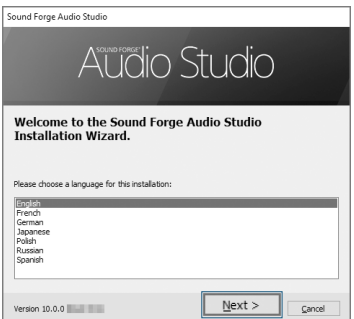 Sound Forge Audio Studio
SOUND FORGE™
Audio Studio
Welcome to the Sound Forge Audio Studio
Installation Wizard.
Please choose a language for this installation:
English
French
German
Japanese
Polish
Russian
Spanish
Version 10.0.0
Next >
Cancel